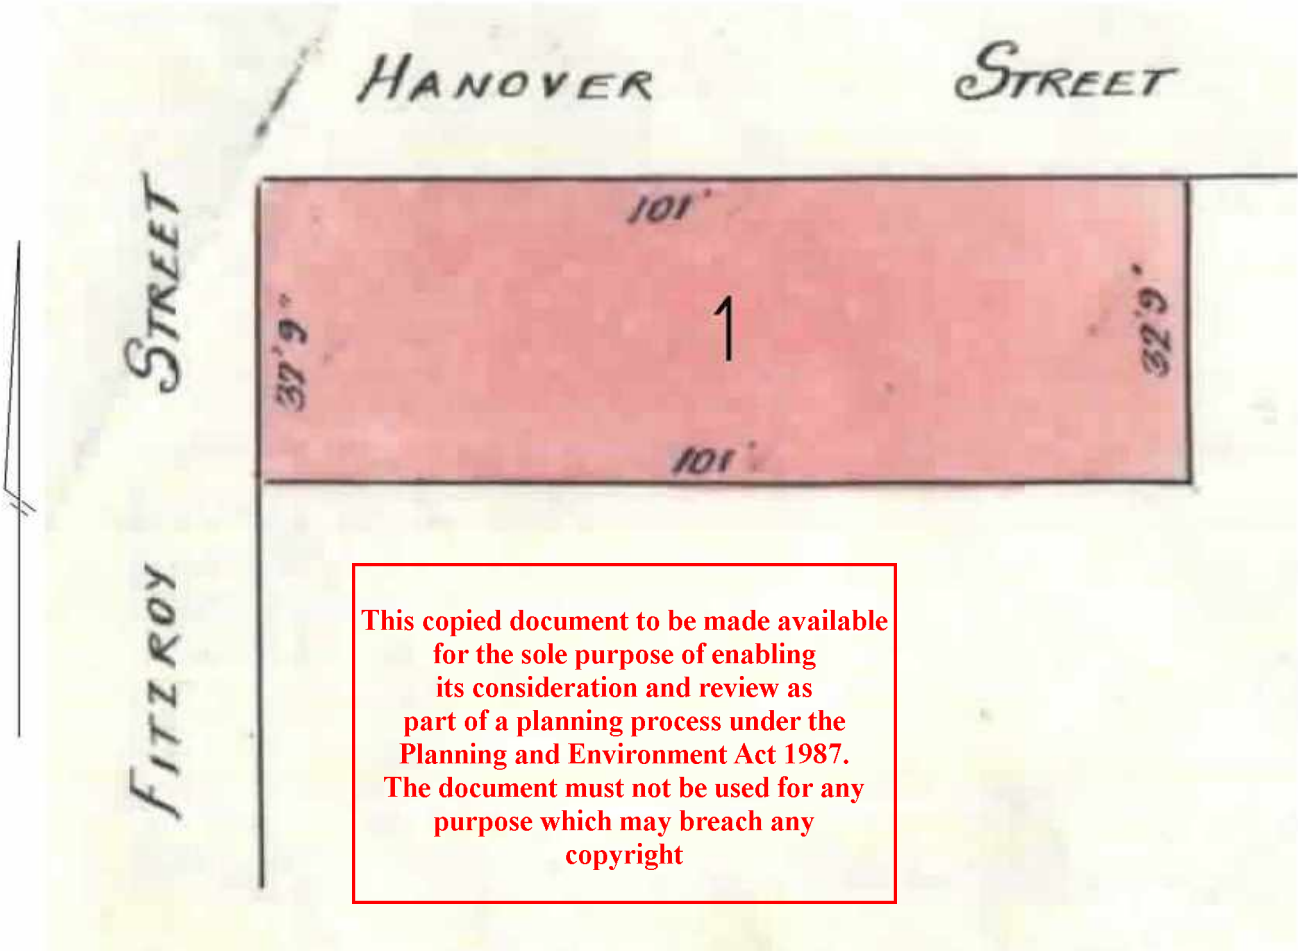 HANOVER STREET
101'
FITZROY STREET
32'9"
1
32'9"
101'
This copied document to be made available
for the sole purpose of enabling
its consideration and review as
part of a planning process under the
Planning and Environment Act 1987.
The document must not be used for any
purpose which may breach any
copyright